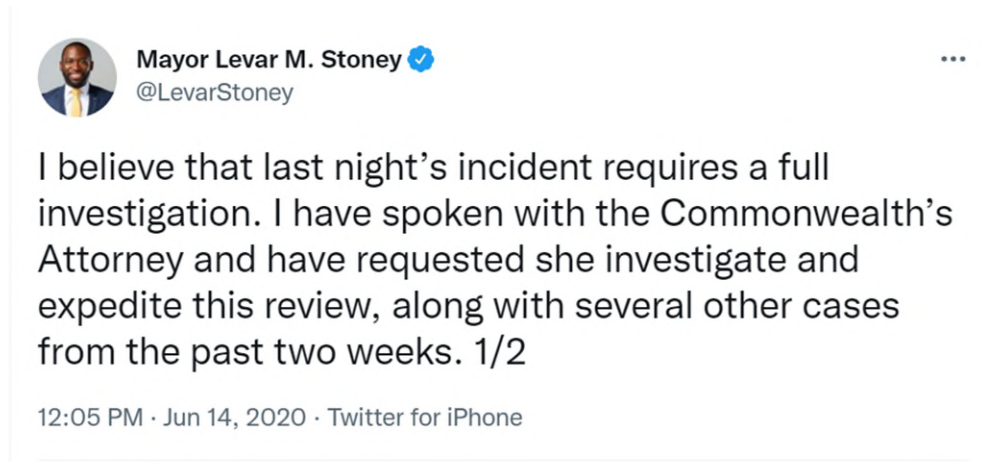 Mayor Levar M. Stoney
@LevarStoney
I believe that last night’s incident requires a full
investigation. I have spoken with the Commonwealth’s
Attorney and have requested she investigate and
expedite this review, along with several other cases
from the past two weeks. 1/2
12:05 PM · Jun 14, 2020 · Twitter for iPhone